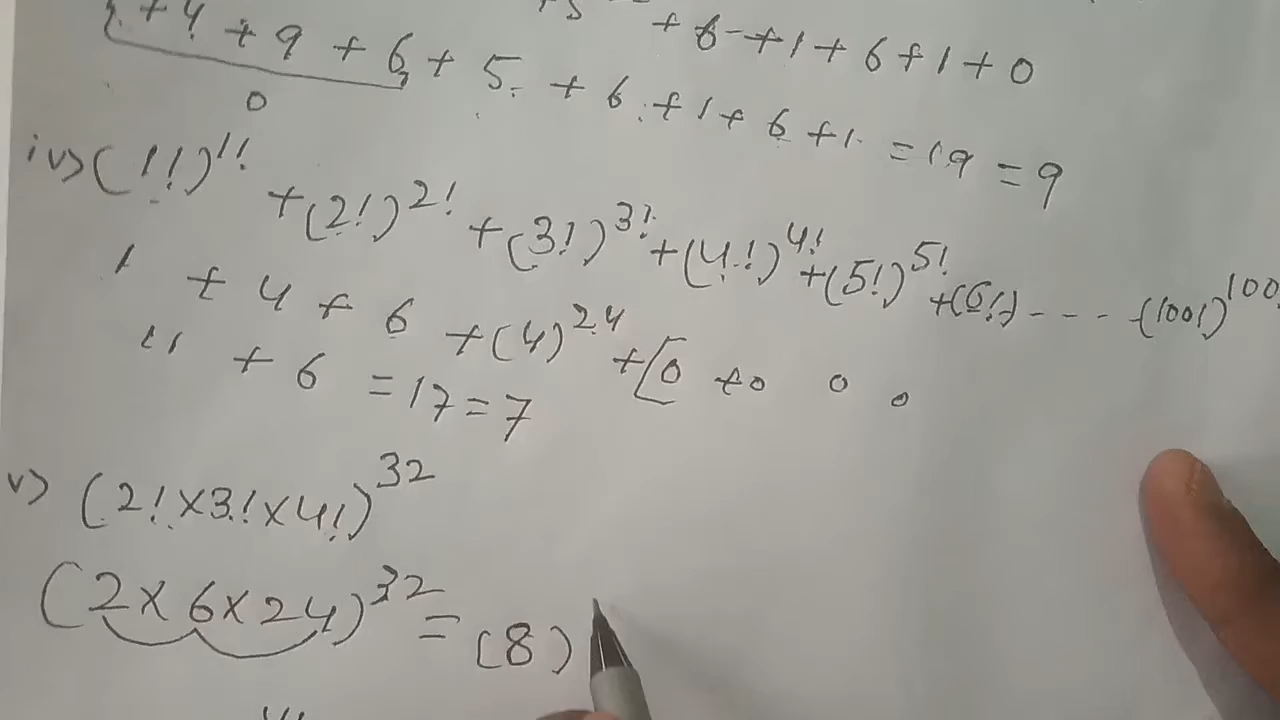 + 6 + 1 + 6 + 1 + 0
+ 4 + 9 + 6 + 5 + 6 + 1 + 6 + 1 = 19 = 9
0
iv) (1!)^1! + (2!)^2! + (3!)^3! + (4!)^4! + (5!)^5! + (6!) ---- (100!)^100
1 + 4 + 6 + (4)^24 + [0 + 0 0 0
11 + 6 = 17 = 7
v) (2! × 3! × 4!)^32
(2 × 6 × 24)^32 = (8)